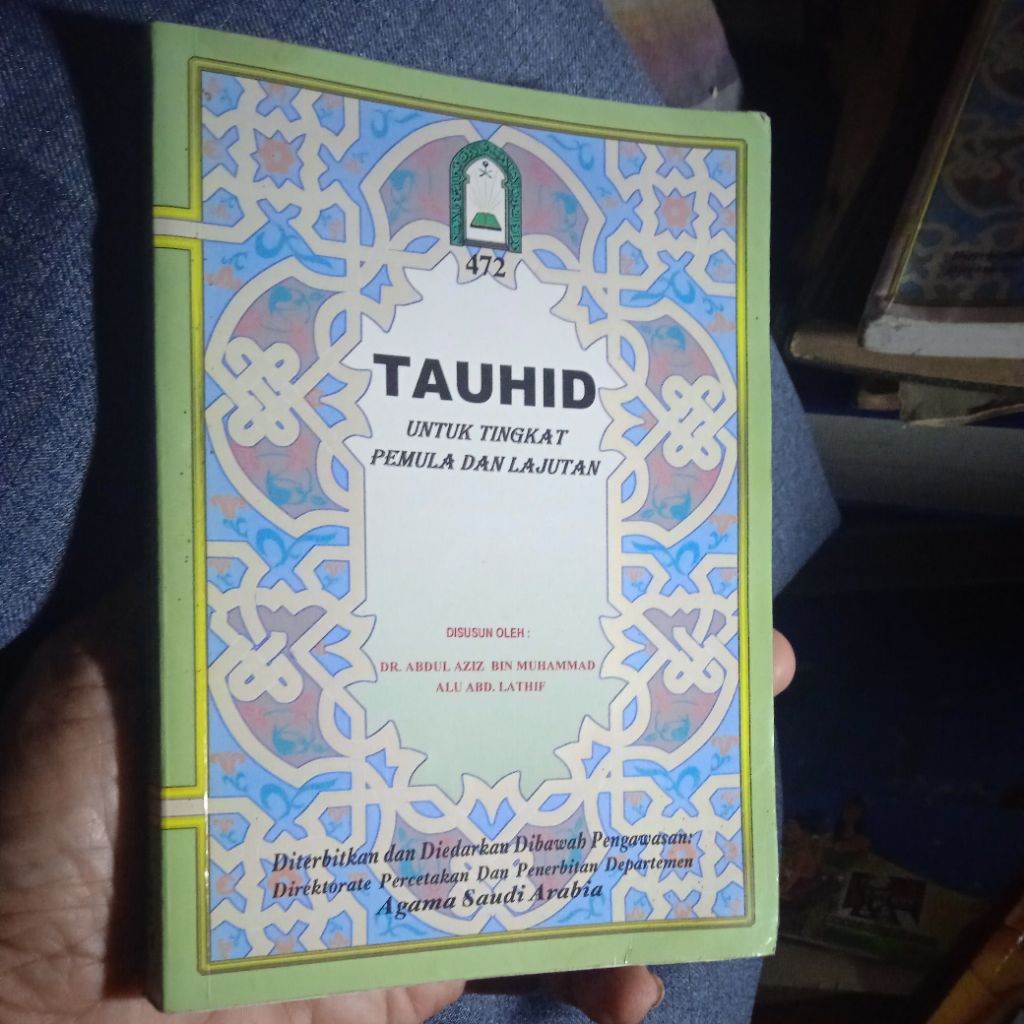 472
TAUHID
UNTUK TINGKAT
PEMULA DAN LAJUTAN
DISUSUN OLEH :
DR. ABDUL AZIZ BIN MUHAMMAD
ALU ABD. LATHIF
Diterbitkan dan Diedarkan Dibawah Pengawasan:
Direktorate Percetakan Dan Penerbitan Departemen
Agama Saudi Arabia